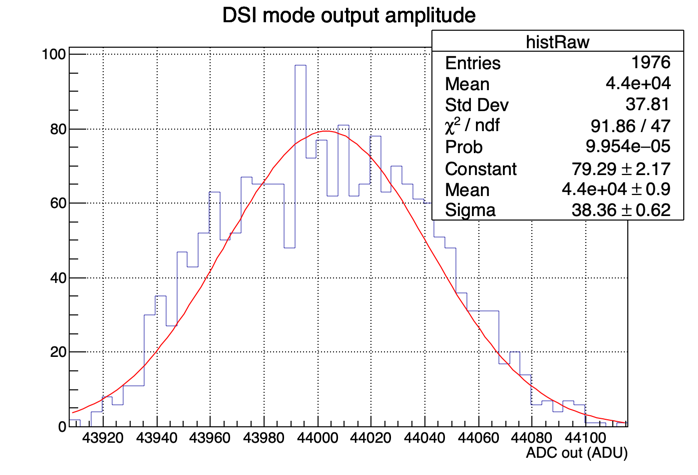 DSI mode output amplitude
histRaw
Entries 1976
Mean 4.4e+04
Std Dev 37.81
χ² / ndf 91.86 / 47
Prob 9.954e−05
Constant 79.29 ± 2.17
Mean 4.4e+04 ± 0.9
Sigma 38.36 ± 0.62
100
80
60
40
20
0
43920 43940 43960 43980 44000 44020 44040 44060 44080 44100
ADC out (ADU)